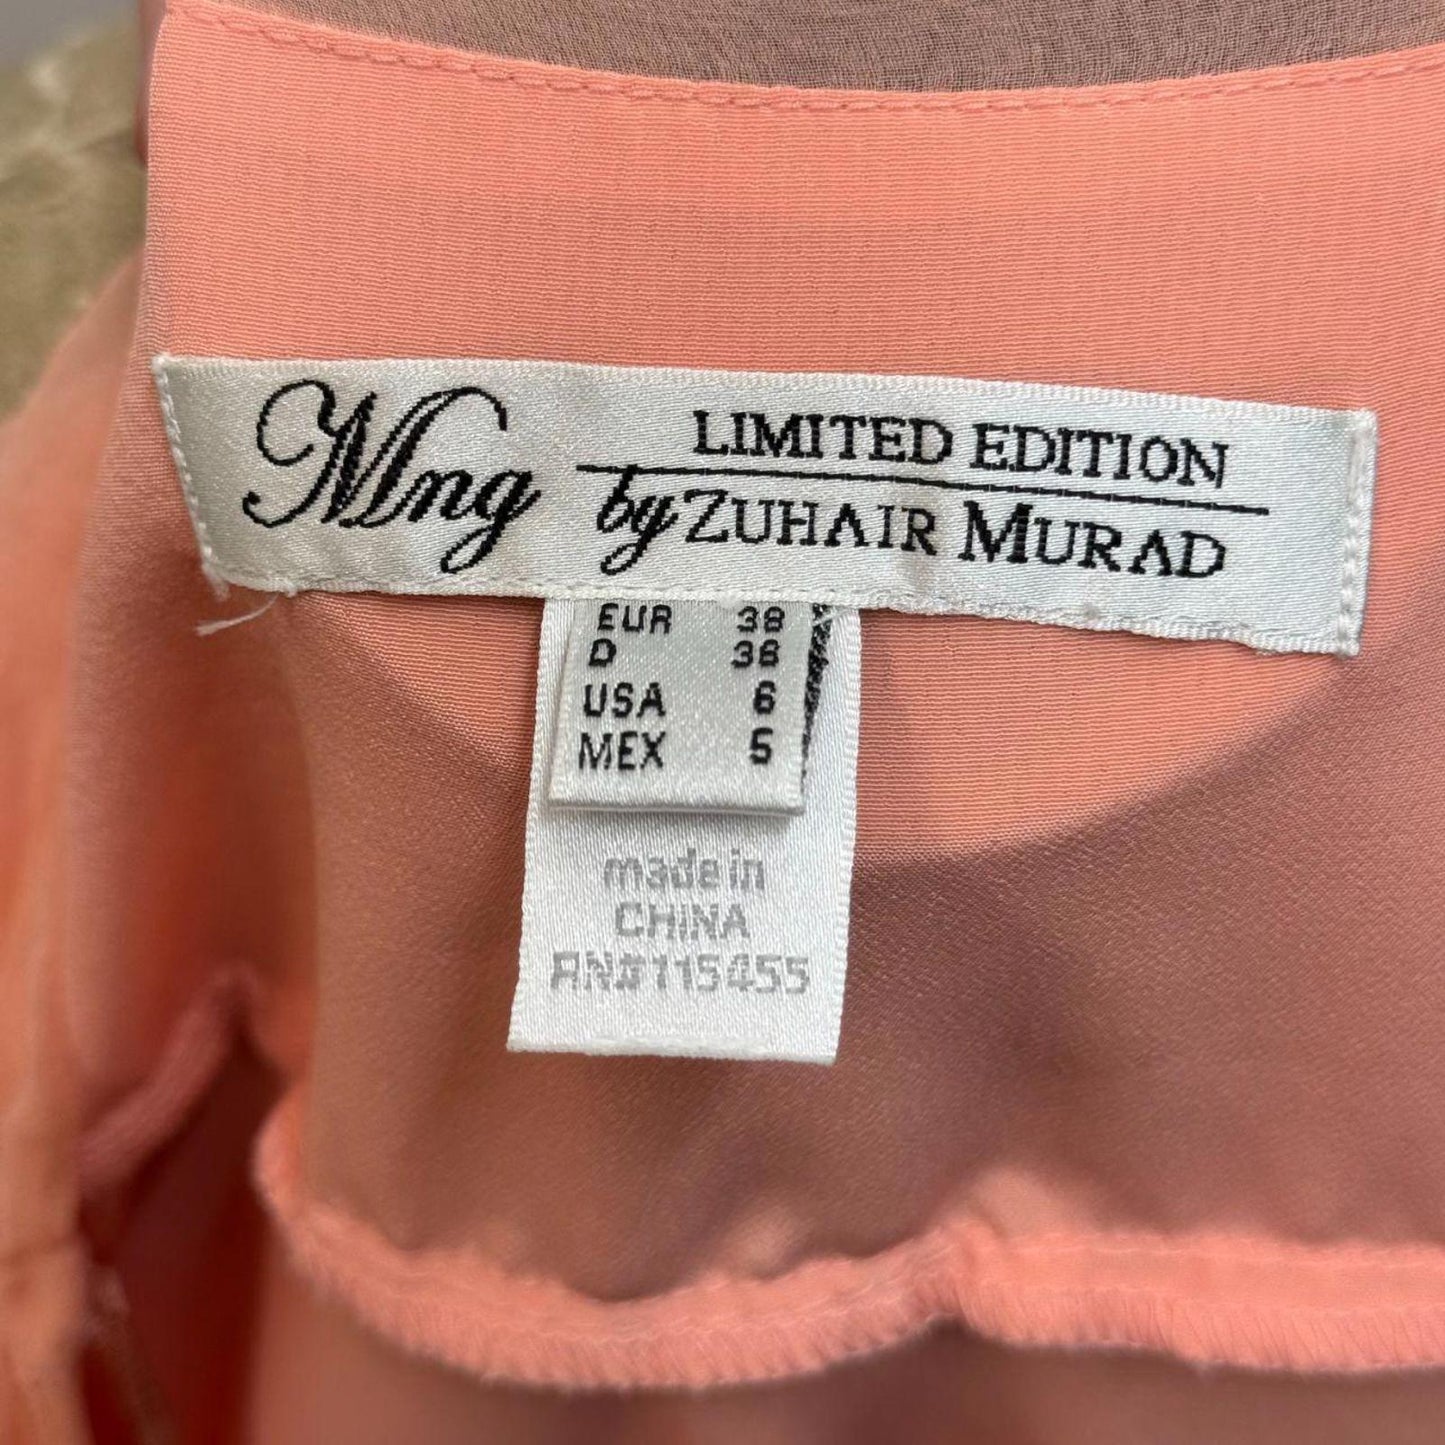 Mng
LIMITED EDITION
by ZUHAIR MURAD
EUR 38
D 38
USA 6
MEX 5
made in
CHINA
RN#115455